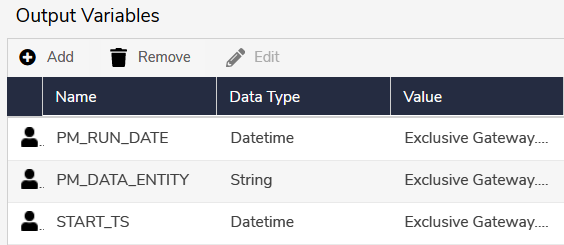 Output Variables
Add Remove Edit
Name Data Type Value
PM_RUN_DATE Datetime Exclusive Gateway....
PM_DATA_ENTITY String Exclusive Gateway....
START_TS Datetime Exclusive Gateway....